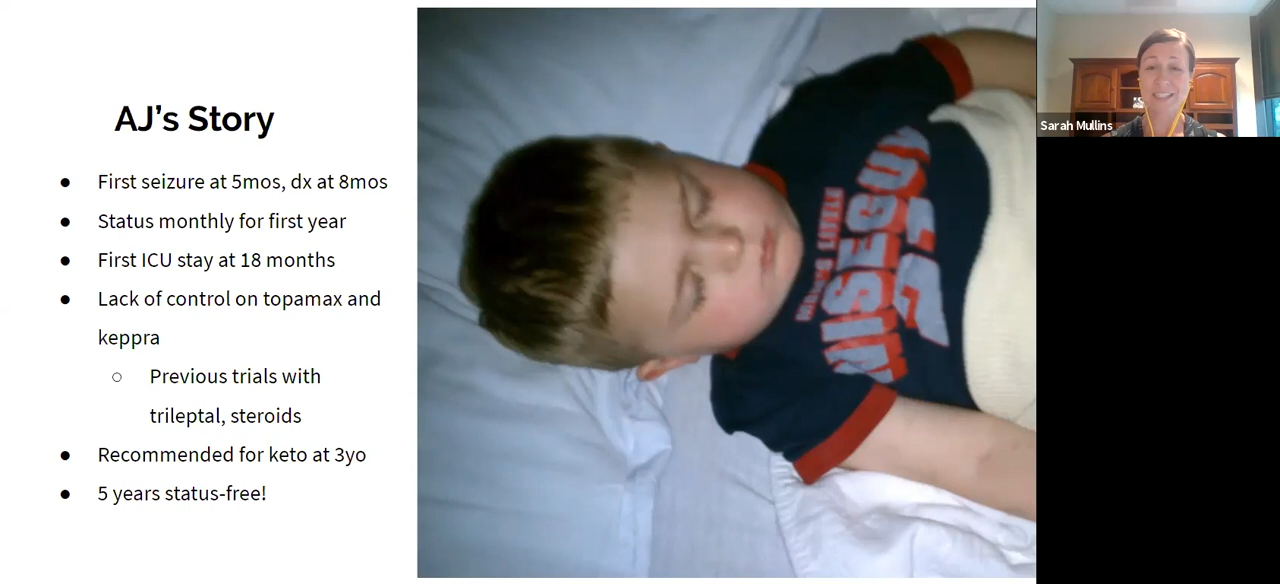 AJ's Story
● First seizure at 5mos, dx at 8mos
● Status monthly for first year
● First ICU stay at 18 months
● Lack of control on topamax and
keppra
○ Previous trials with
trileptal, steroids
● Recommended for keto at 3yo
● 5 years status-free!
LITTLE
WISEGUY
Sarah Mullins